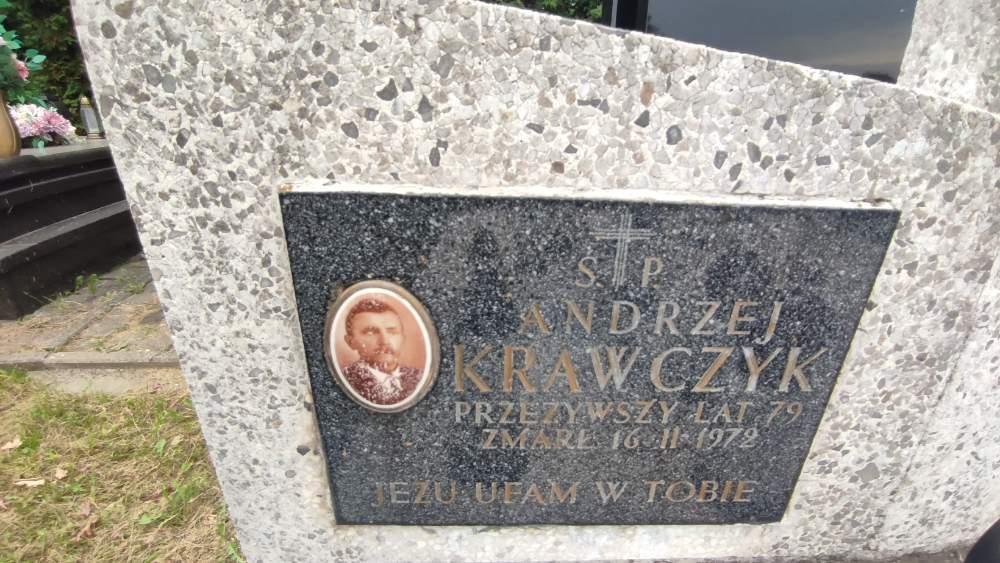 S. P.
ANDRZEJ
KRAWCZYK
PRZEŻYWSZY LAT 79
ZMARŁ 16 II 1972
JEZU UFAM W TOBIE